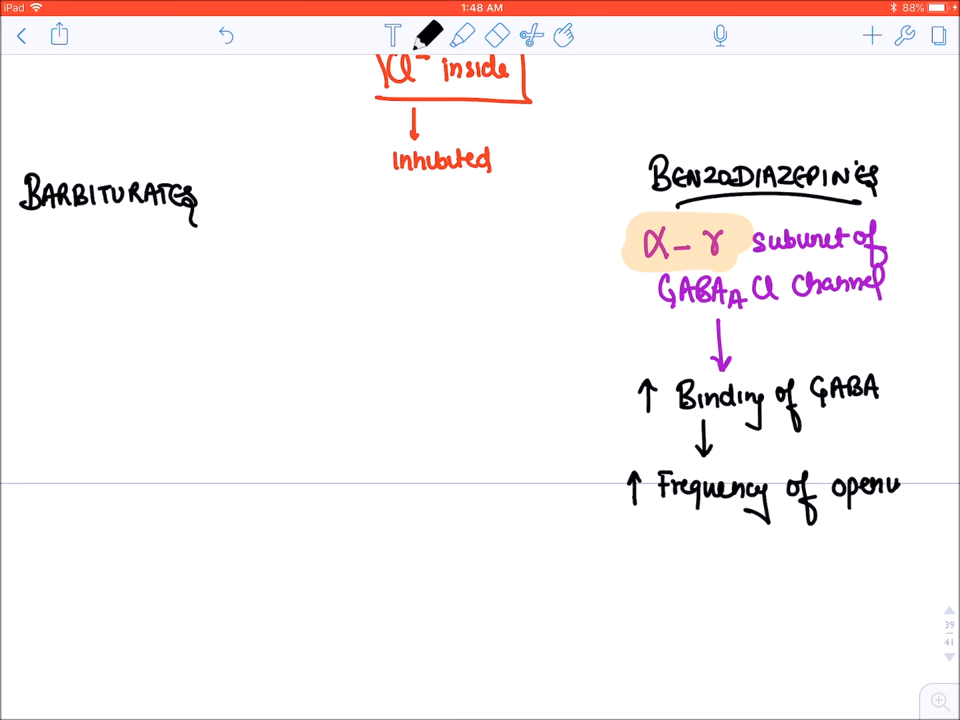 iPad 1:48 AM 88%
T
Cl⁻ inside
Inhibited
BARBITURATES
BENZODIAZEPINES
α – γ subunit of
GABAA Cl Channel
↓
↑ Binding of GABA
↓
↑ Frequency of openi
39
41